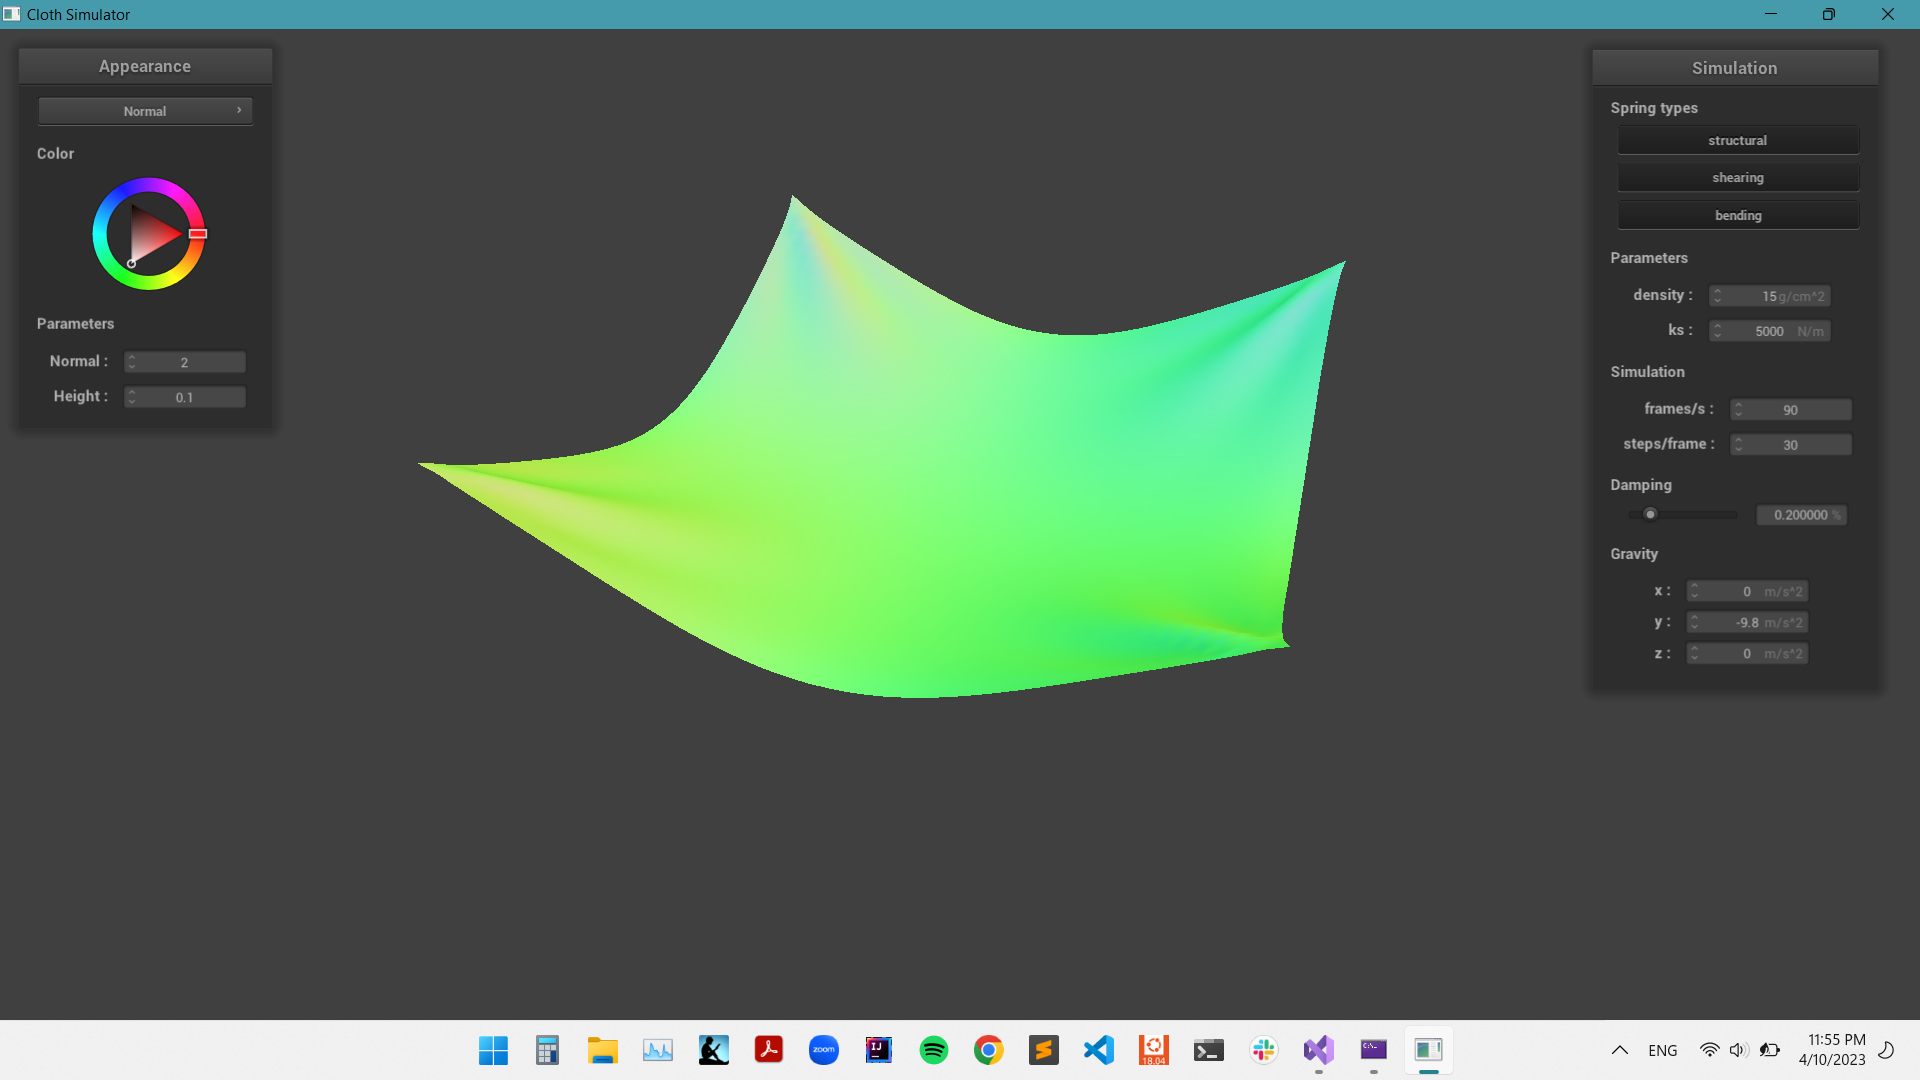 Cloth Simulator
Appearance
Normal
Color
Parameters
Normal : 2
Height : 0.1
Simulation
Spring types
structural
shearing
bending
Parameters
density : 15 g/cm^2
ks : 5000 N/m
Simulation
frames/s : 90
steps/frame : 30
Damping
0.200000 %
Gravity
x : 0 m/s^2
y : -9.8 m/s^2
z : 0 m/s^2
zoom
IJ
18.04
ENG
11:55 PM
4/10/2023